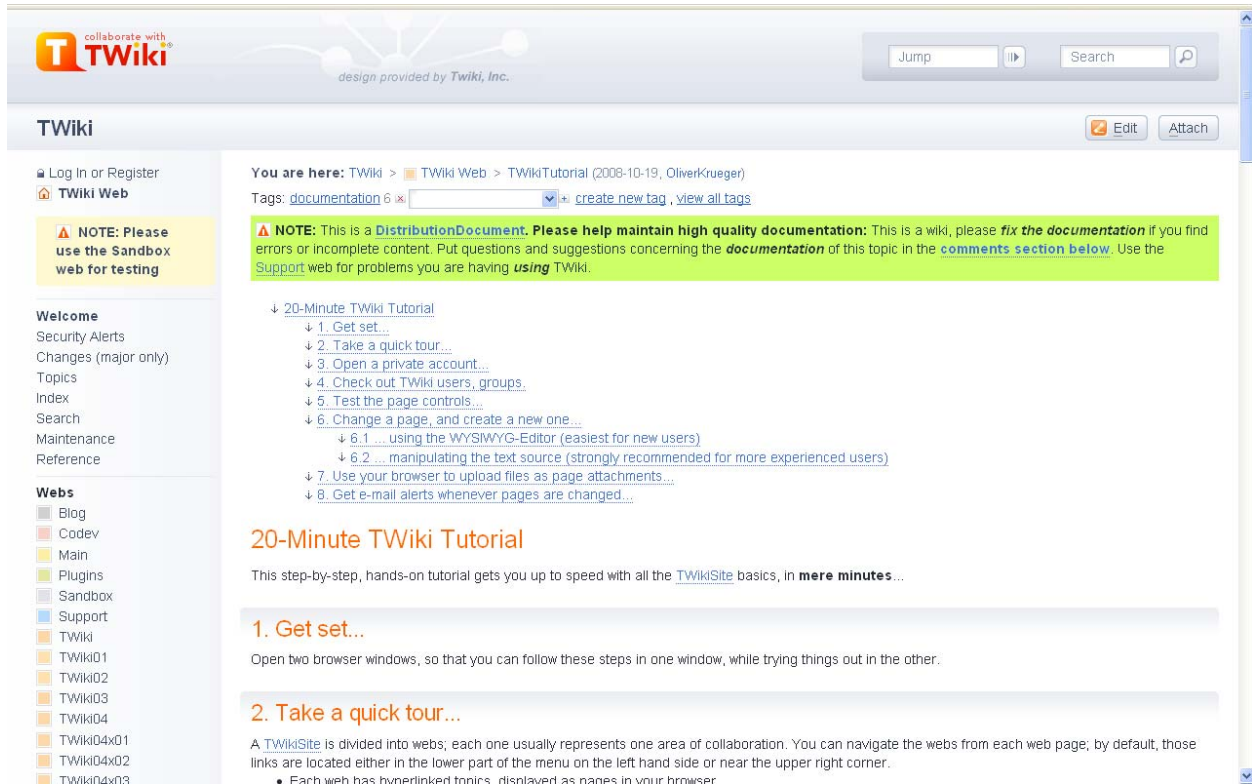 collaborate with
T TWiki®
design provided by Twiki, Inc.
Jump
Search
TWiki
Edit
Attach
Log In or Register
TWiki Web
NOTE: Please
use the Sandbox
web for testing
Welcome
Security Alerts
Changes (major only)
Topics
Index
Search
Maintenance
Reference
Webs
Blog
Codev
Main
Plugins
Sandbox
Support
TWiki
TWiki01
TWiki02
TWiki03
TWiki04
TWiki04x01
TWiki04x02
TWiki04x03
You are here: TWiki > TWiki Web > TWikiTutorial (2008-10-19, OliverKrueger)
Tags: documentation 6 x + create new tag , view all tags
NOTE: This is a DistributionDocument. Please help maintain high quality documentation: This is a wiki, please fix the documentation if you find
errors or incomplete content. Put questions and suggestions concerning the documentation of this topic in the comments section below. Use the
Support web for problems you are having using TWiki.
↓ 20-Minute TWiki Tutorial
↓ 1. Get set...
↓ 2. Take a quick tour...
↓ 3. Open a private account...
↓ 4. Check out TWiki users, groups.
↓ 5. Test the page controls...
↓ 6. Change a page, and create a new one...
↓ 6.1 ... using the WYSIWYG-Editor (easiest for new users)
↓ 6.2 ... manipulating the text source (strongly recommended for more experienced users)
↓ 7. Use your browser to upload files as page attachments...
↓ 8. Get e-mail alerts whenever pages are changed...
20-Minute TWiki Tutorial
This step-by-step, hands-on tutorial gets you up to speed with all the TWikiSite basics, in mere minutes...
1. Get set...
Open two browser windows, so that you can follow these steps in one window, while trying things out in the other.
2. Take a quick tour...
A TWikiSite is divided into webs; each one usually represents one area of collaboration. You can navigate the webs from each web page; by default, those
links are located either in the lower part of the menu on the left hand side or near the upper right corner.
• Each web has hyperlinked topics, displayed as pages in your browser.